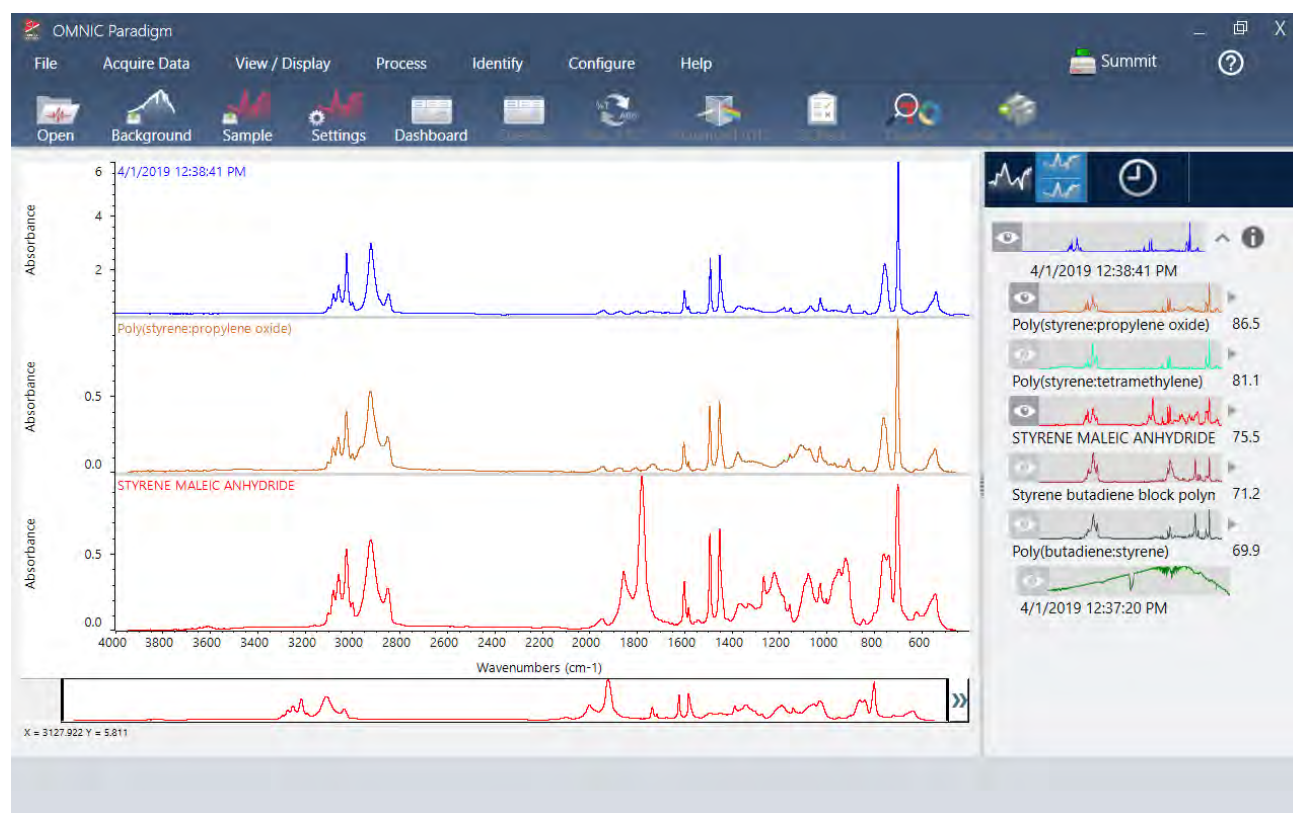 OMNIC Paradigm
_ X
File Acquire Data View / Display Process Identify Configure Help Summit ?
Open Background Sample Settings Dashboard
6 4/1/2019 12:38:41 PM
4
2
Absorbance
Poly(styrene:propylene oxide)
0.5
0.0
Absorbance
STYRENE MALEIC ANHYDRIDE
0.5
0.0
Absorbance
4000 3800 3600 3400 3200 3000 2800 2600 2400 2200 2000 1800 1600 1400 1200 1000 800 600
Wavenumbers (cm-1)
X = 3127.922 Y = 5.811
4/1/2019 12:38:41 PM
Poly(styrene:propylene oxide) 86.5
Poly(styrene:tetramethylene) 81.1
STYRENE MALEIC ANHYDRIDE 75.5
Styrene butadiene block polyn 71.2
Poly(butadiene:styrene) 69.9
4/1/2019 12:37:20 PM